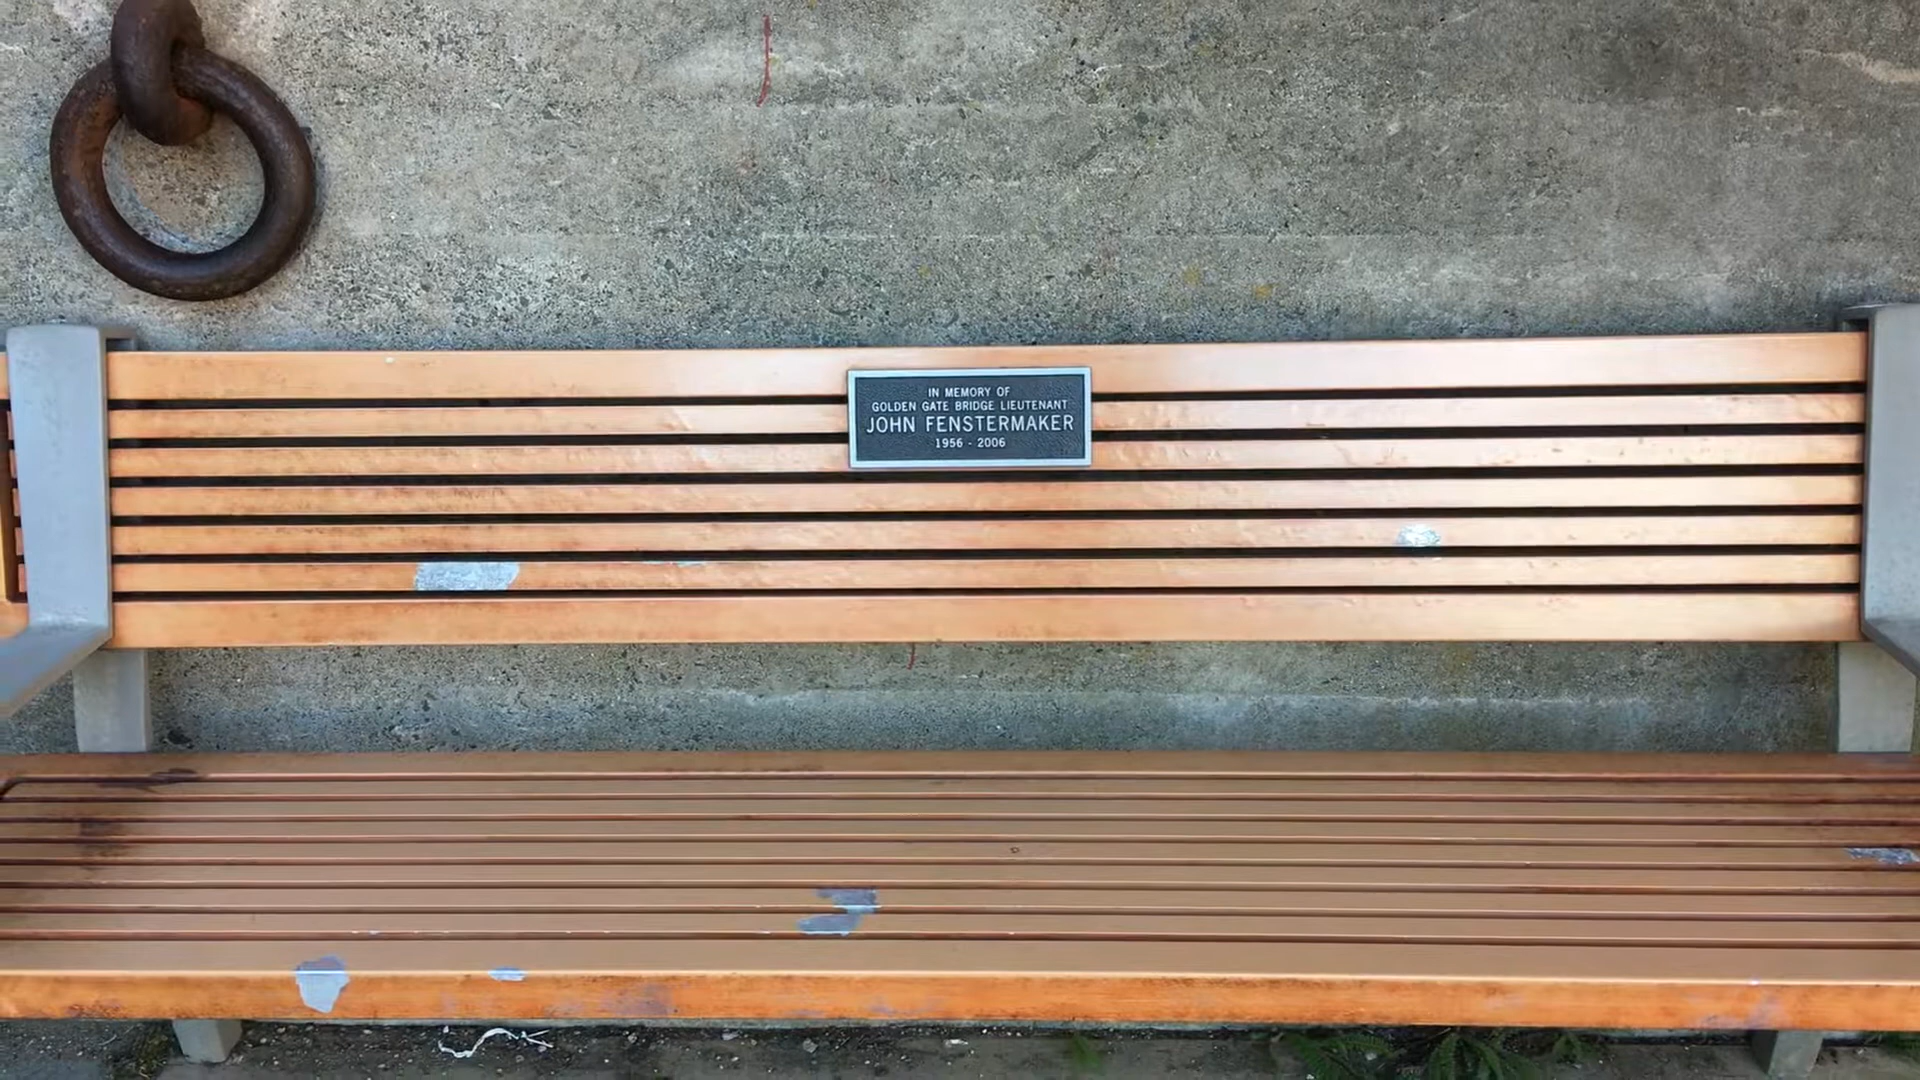 IN MEMORY OF
GOLDEN GATE BRIDGE LIEUTENANT
JOHN FENSTERMAKER
1956 - 2006